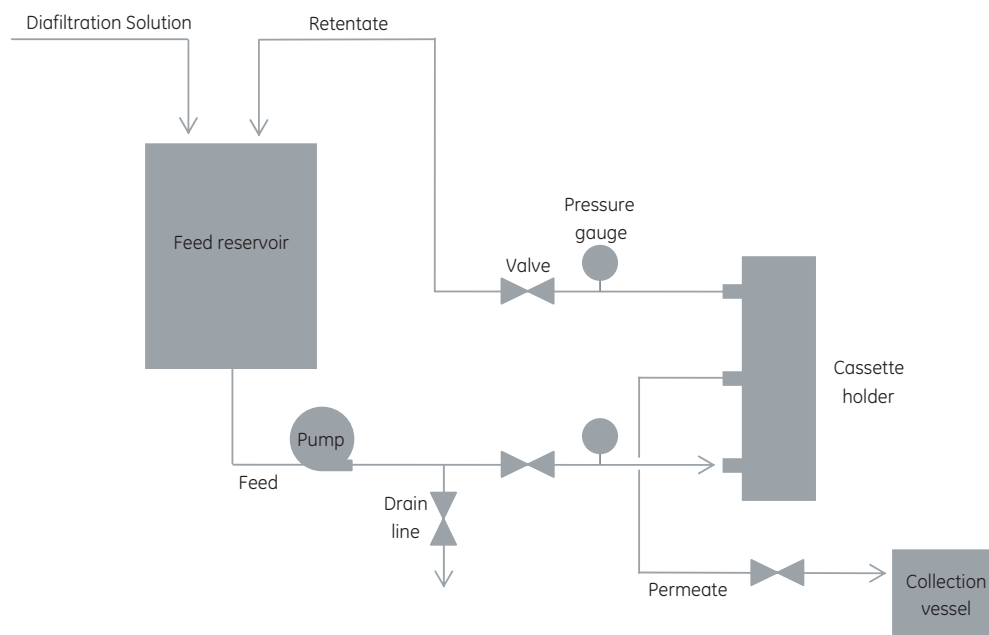 Diafiltration Solution
Retentate
Feed reservoir
Pressure
gauge
Valve
Cassette
holder
Pump
Feed
Drain
line
Permeate
Collection
vessel